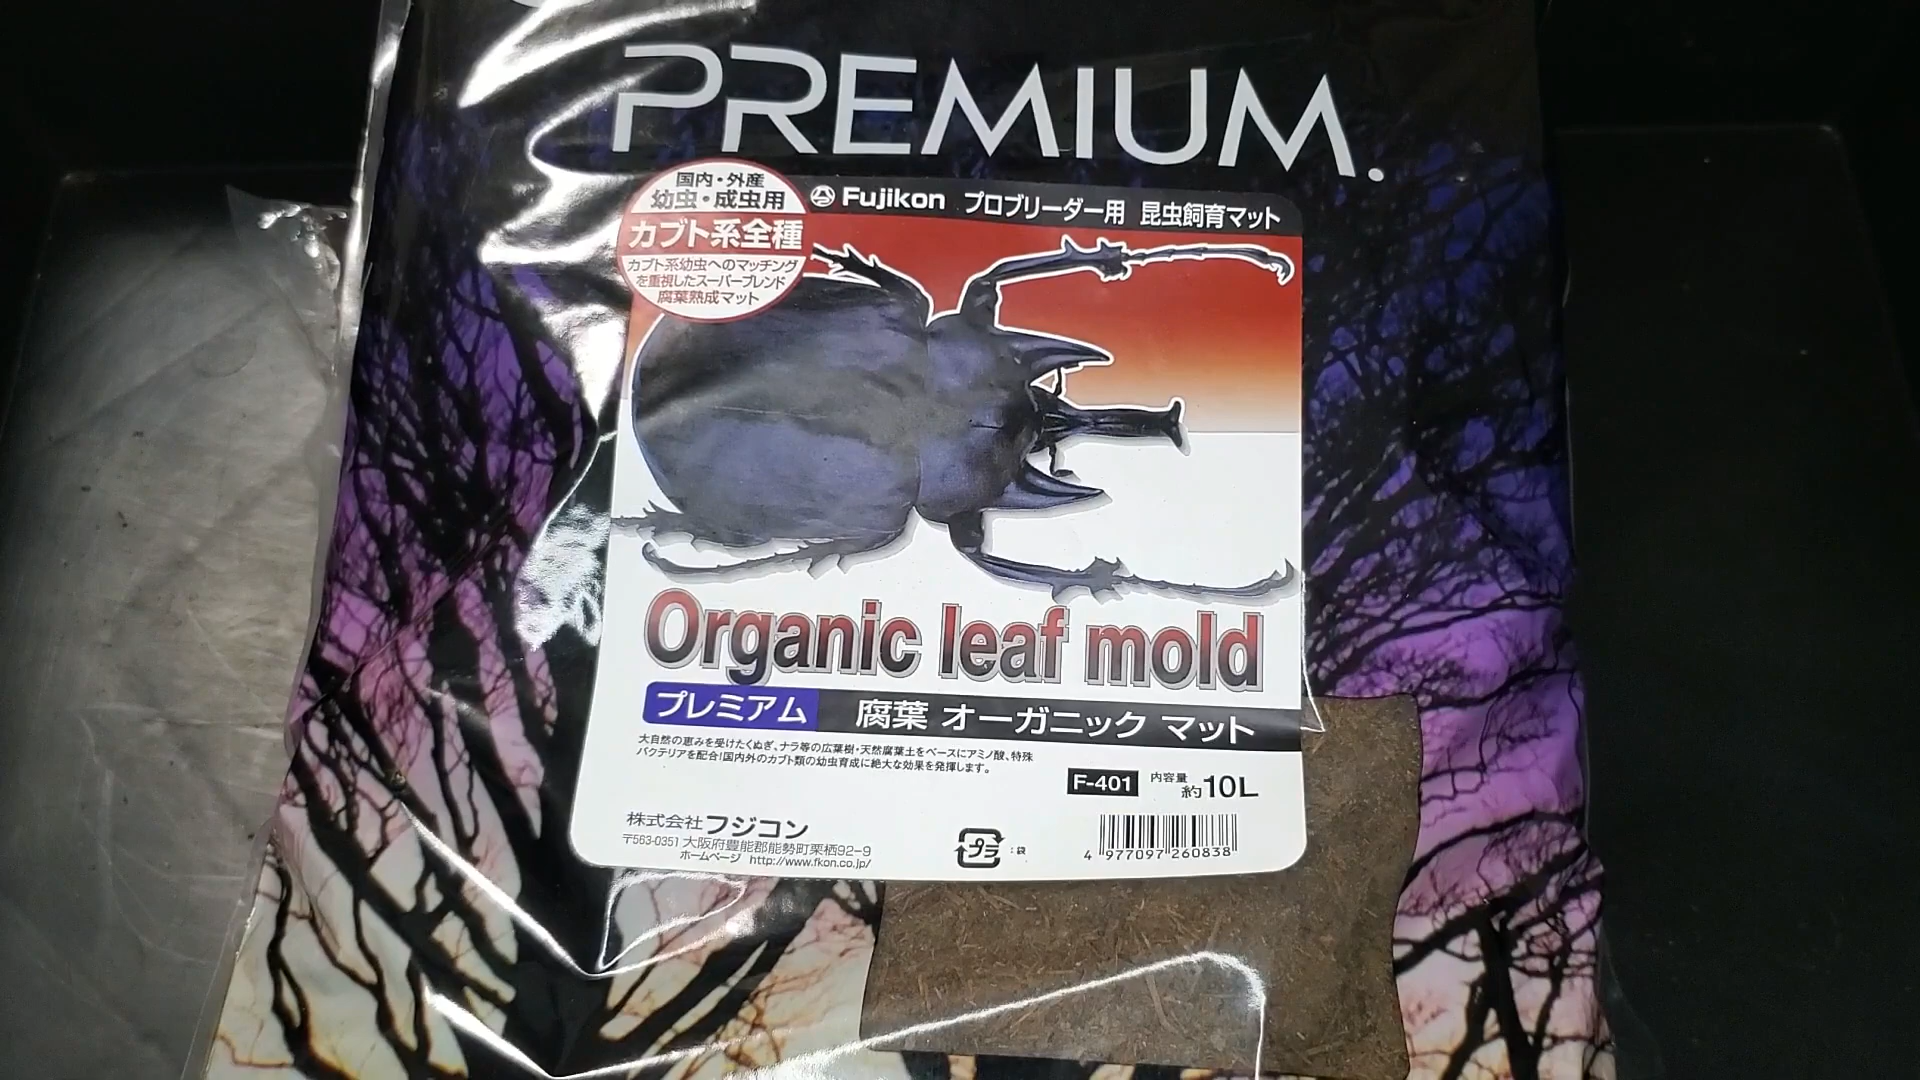 PREMIUM.
国内・外産
幼虫・成虫用
カブト系全種
カブト系幼虫へのマッチング
を重視したスーパーブレンド
腐葉熟成マット
Fujikon プロブリーダー用 昆虫飼育マット
Organic leaf mold
プレミアム 腐葉 オーガニック マット
大自然の恵みを受けたくぬぎ、ナラ等の広葉樹・天然腐葉土をベースにアミノ酸、特殊
バクテリアを配合!国内外のカブト類の幼虫育成に絶大な効果を発揮します。
F-401 内容量 約10L
株式会社フジコン
〒563-0351 大阪府豊能郡能勢町栗栖92-9
ホームページ http://www.fkon.co.jp/
プラ :袋
4 977097 260838